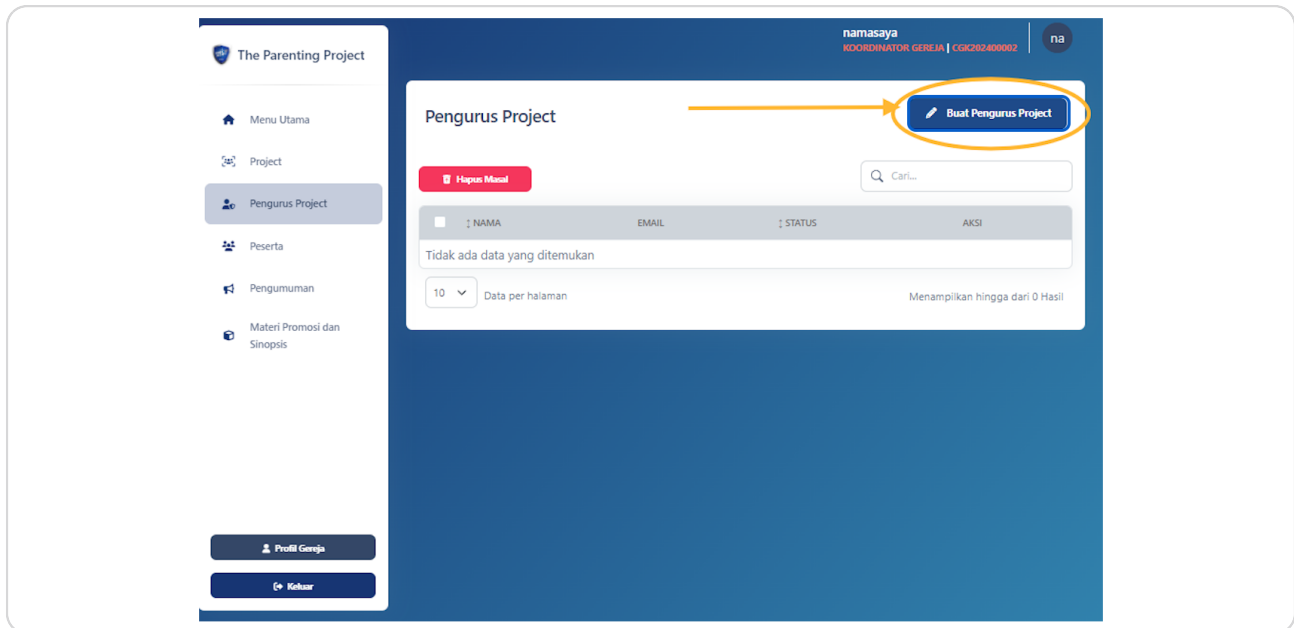 The Parenting Project
namasaya
KOORDINATOR GEREJA | CGK202400002
na
Menu Utama
Project
Pengurus Project
Peserta
Pengumuman
Materi Promosi dan
Sinopsis
Profil Gereja
Keluar
Pengurus Project
Buat Pengurus Project
Hapus Masal
Cari...
NAMA EMAIL STATUS AKSI
Tidak ada data yang ditemukan
10 Data per halaman
Menampilkan hingga dari 0 Hasil